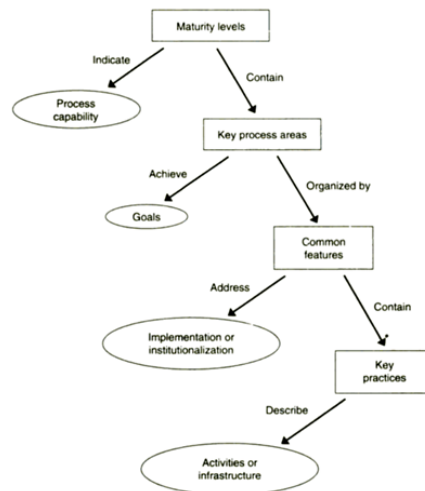 Maturity levels
Indicate
Contain
Process
capability
Key process areas
Achieve
Organized by
Goals
Common
features
Address
Contain
Implementation or
institutionalization
Key
practices
Describe
Activities or
infrastructure